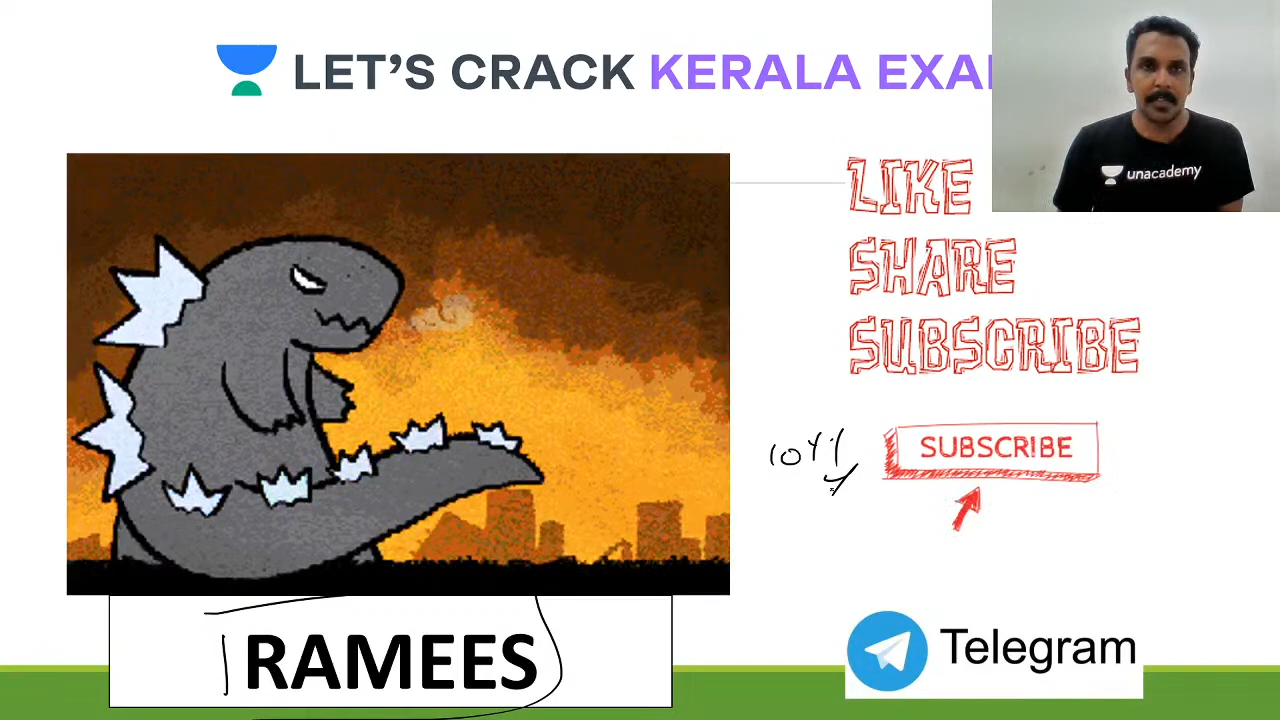 LET'S CRACK KERALA EXA
unacademy
LIKE
SHARE
SUBSCRIBE
SUBSCRIBE
RAMEES
Telegram